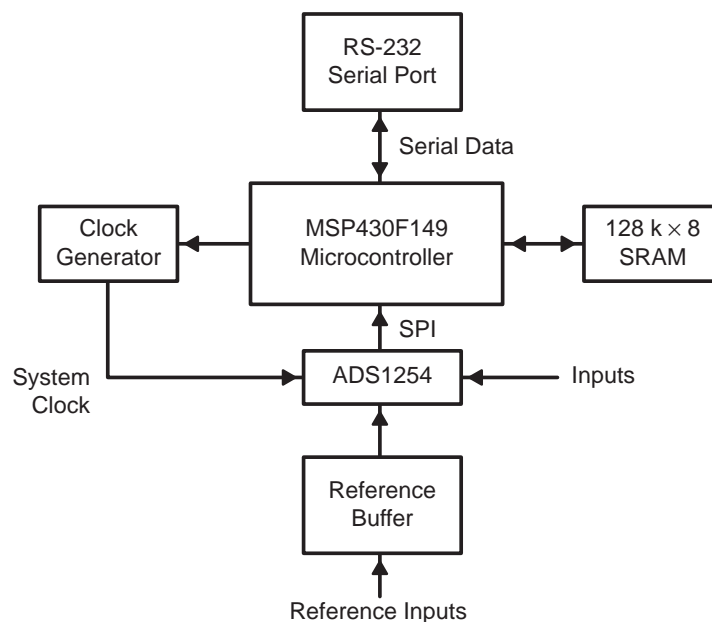 RS-232
Serial Port
Serial Data
Clock
Generator
MSP430F149
Microcontroller
128 k × 8
SRAM
SPI
System
Clock
ADS1254
Inputs
Reference
Buffer
Reference Inputs